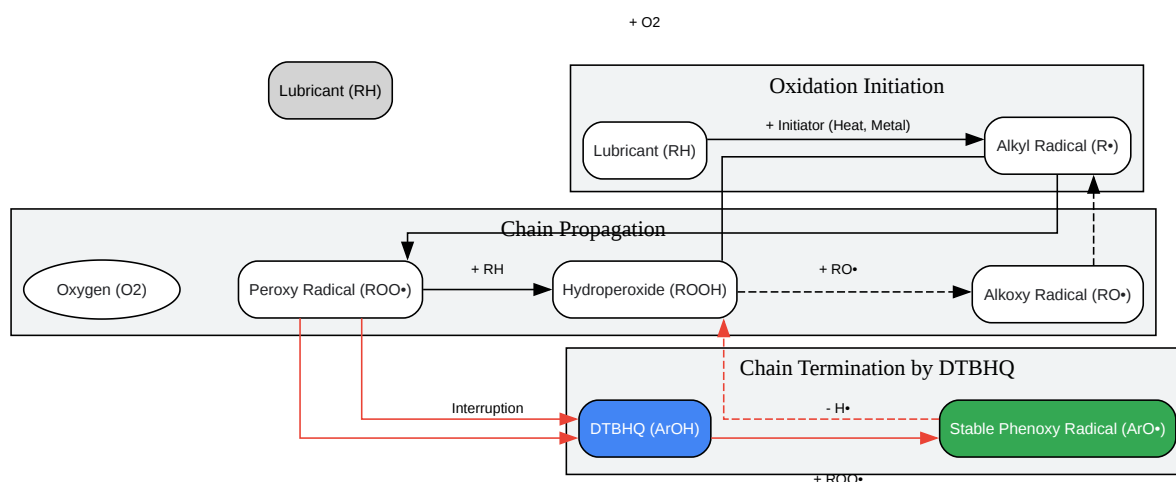 + O2
Lubricant (RH)
Oxidation Initiation
+ Initiator (Heat, Metal)
Lubricant (RH)
Alkyl Radical (R•)
Chain Propagation
Oxygen (O2)
Peroxy Radical (ROO•)
+ RH
Hydroperoxide (ROOH)
+ RO•
Alkoxy Radical (RO•)
Chain Termination by DTBHQ
Interruption
DTBHQ (ArOH)
- H•
Stable Phenoxy Radical (ArO•)
+ ROO•